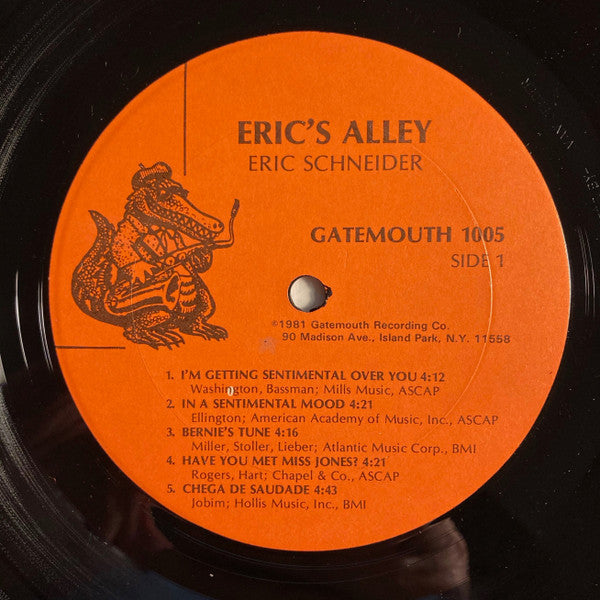 ERIC'S ALLEY
ERIC SCHNEIDER
GATEMOUTH 1005
SIDE 1
©1981 Gatemouth Recording Co.
90 Madison Ave., Island Park, N.Y. 11558
1. I'M GETTING SENTIMENTAL OVER YOU 4:12
Washington, Bassman; Mills Music, ASCAP
2. IN A SENTIMENTAL MOOD 4:21
Ellington; American Academy of Music, Inc., ASCAP
3. BERNIE'S TUNE 4:16
Miller, Stoller, Lieber; Atlantic Music Corp., BMI
4. HAVE YOU MET MISS JONES? 4:21
Rogers, Hart; Chapel & Co., ASCAP
5. CHEGA DE SAUDADE 4:43
Jobim; Hollis Music, Inc., BMI